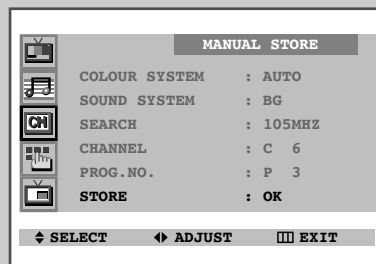 MANUAL STORE
COLOUR SYSTEM : AUTO
SOUND SYSTEM : BG
CH SEARCH : 105MHZ
CHANNEL : C 6
PROG.NO. : P 3
STORE : OK
SELECT ADJUST EXIT